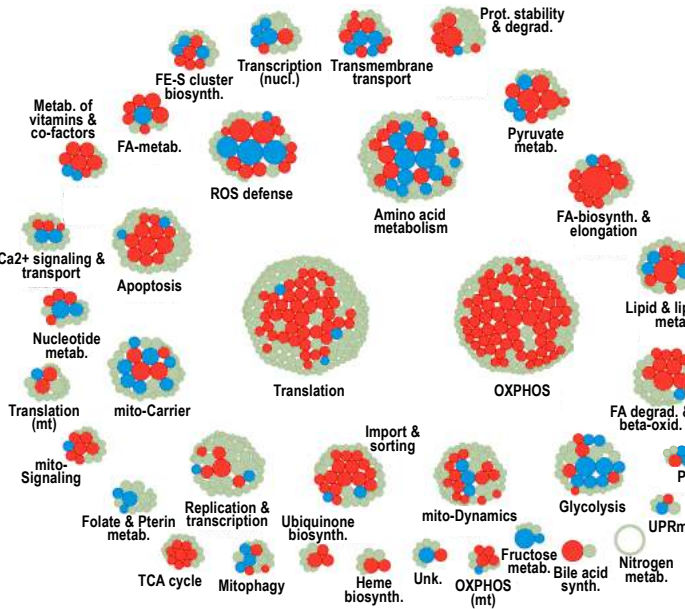 Prot. stability
& degrad.
Transcription
(nucl.)
Transmembrane
transport
FE-S cluster
biosynth.
Metab. of
vitamins &
co-factors
FA-metab.
Pyruvate
metab.
ROS defense
Amino acid
metabolism
FA-biosynth. &
elongation
Ca2+ signaling &
transport
Apoptosis
Lipid & lip
meta
Nucleotide
metab.
Translation
OXPHOS
Translation
(mt)
mito-Carrier
FA degrad. &
beta-oxid.
mito-
Signaling
Import &
sorting
P
Folate & Pterin
metab.
Replication &
transcription
Ubiquinone
biosynth.
mito-Dynamics
Glycolysis
UPRm
TCA cycle
Mitophagy
Heme
biosynth.
Unk.
OXPHOS
(mt)
Fructose
metab.
Bile acid
synth.
Nitrogen
metab.